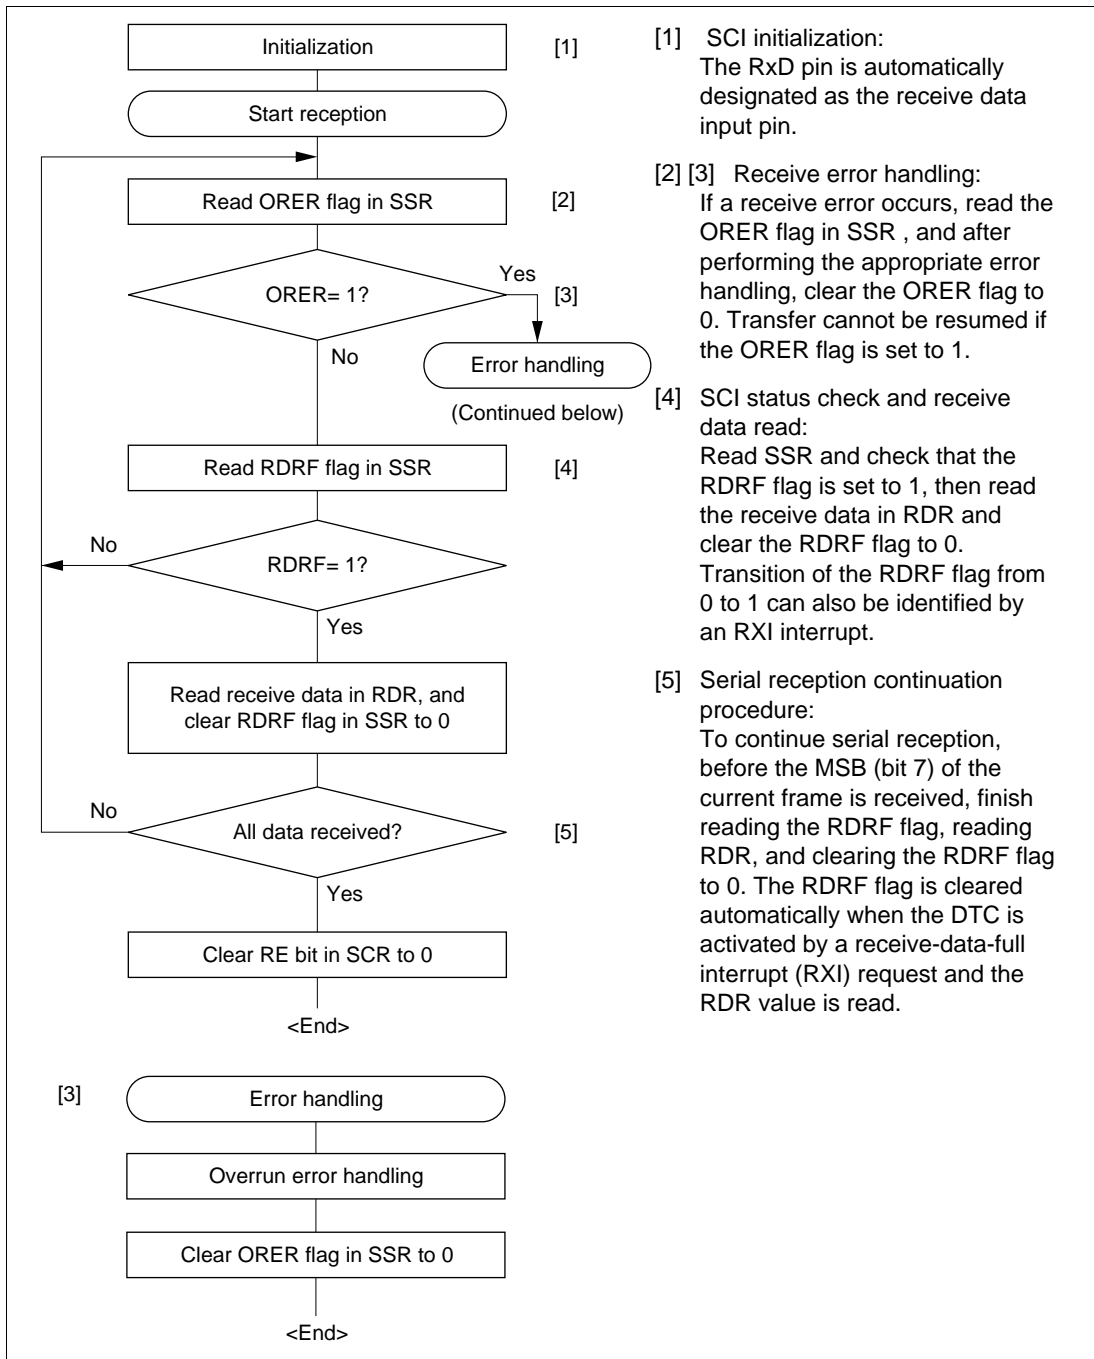 Initialization
[1]
Start reception
Read ORER flag in SSR
[2]
ORER= 1?
Yes
[3]
No
Error handling
(Continued below)
Read RDRF flag in SSR
[4]
No
RDRF= 1?
Yes
Read receive data in RDR, and
clear RDRF flag in SSR to 0
No
All data received?
[5]
Yes
Clear RE bit in SCR to 0
<End>
[3]
Error handling
Overrun error handling
Clear ORER flag in SSR to 0
<End>
[1] SCI initialization:
The RxD pin is automatically
designated as the receive data
input pin.
[2] [3] Receive error handling:
If a receive error occurs, read the
ORER flag in SSR , and after
performing the appropriate error
handling, clear the ORER flag to
0. Transfer cannot be resumed if
the ORER flag is set to 1.
[4] SCI status check and receive
data read:
Read SSR and check that the
RDRF flag is set to 1, then read
the receive data in RDR and
clear the RDRF flag to 0.
Transition of the RDRF flag from
0 to 1 can also be identified by
an RXI interrupt.
[5] Serial reception continuation
procedure:
To continue serial reception,
before the MSB (bit 7) of the
current frame is received, finish
reading the RDRF flag, reading
RDR, and clearing the RDRF flag
to 0. The RDRF flag is cleared
automatically when the DTC is
activated by a receive-data-full
interrupt (RXI) request and the
RDR value is read.